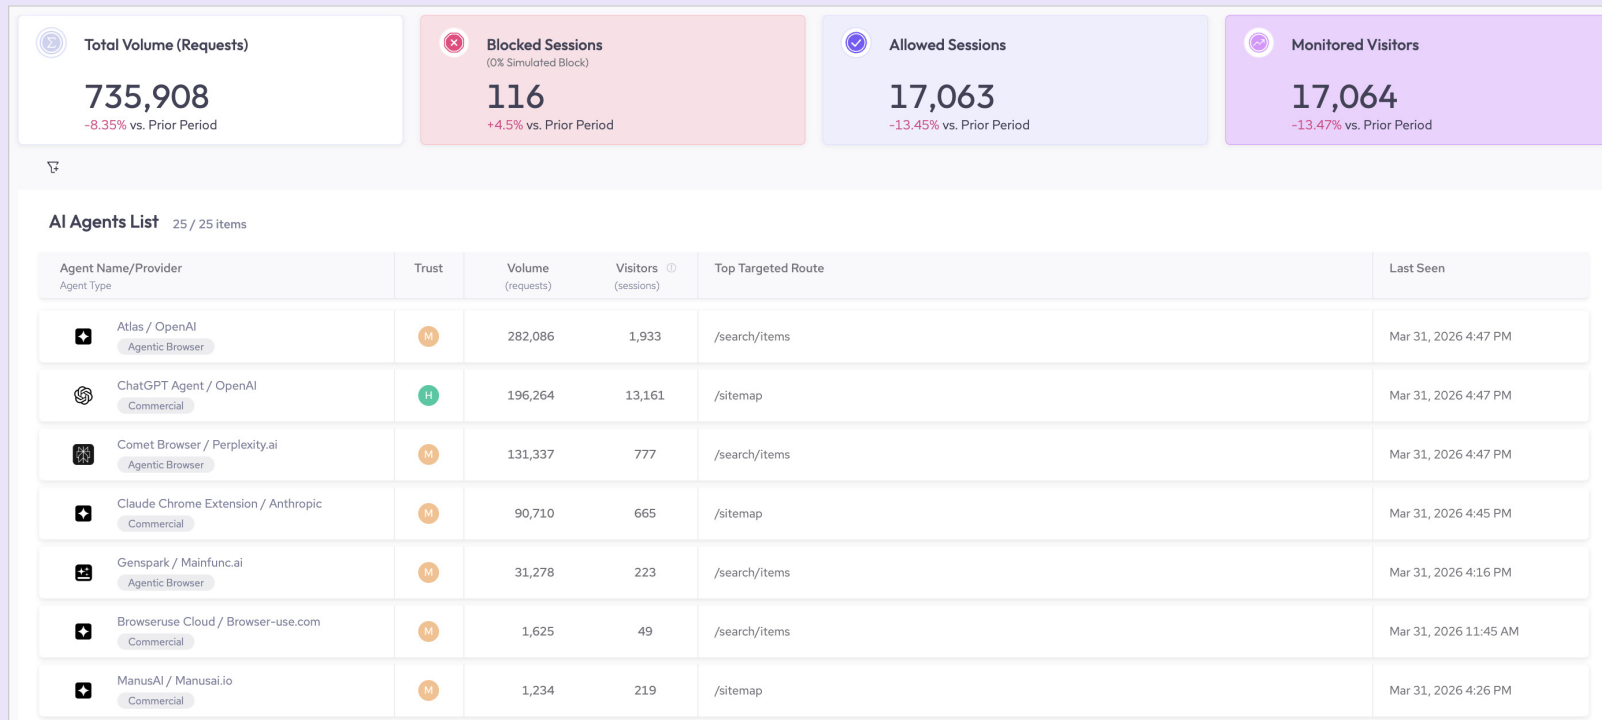 Total Volume (Requests)
735,908
-8.35% vs. Prior Period
Blocked Sessions
(0% Simulated Block)
116
+4.5% vs. Prior Period
Allowed Sessions
17,063
-13.45% vs. Prior Period
Monitored Visitors
17,064
-13.47% vs. Prior Period
AI Agents List 25 / 25 items
Agent Name/Provider Trust Volume Visitors Top Targeted Route Last Seen
Agent Type (requests) (sessions)
Atlas / OpenAI
Agentic Browser
M 282,086 1,933 /search/items Mar 31, 2026 4:47 PM
ChatGPT Agent / OpenAI
Commercial
H 196,264 13,161 /sitemap Mar 31, 2026 4:47 PM
Comet Browser / Perplexity.ai
Agentic Browser
M 131,337 777 /search/items Mar 31, 2026 4:47 PM
Claude Chrome Extension / Anthropic
Commercial
M 90,710 665 /sitemap Mar 31, 2026 4:45 PM
Genspark / Mainfunc.ai
Agentic Browser
M 31,278 223 /search/items Mar 31, 2026 4:16 PM
Browseruse Cloud / Browser-use.com
Commercial
M 1,625 49 /search/items Mar 31, 2026 11:45 AM
ManusAI / Manusai.io
Commercial
M 1,234 219 /sitemap Mar 31, 2026 4:26 PM